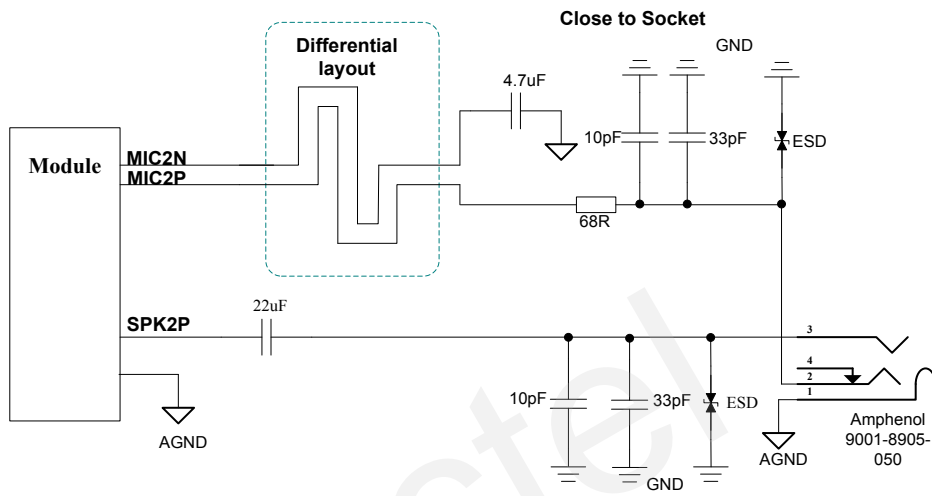 Close to Socket
Differential
layout
GND
4.7uF
10pF
33pF
ESD
Module
MIC2N
MIC2P
68R
22uF
SPK2P
3
4
2
1
10pF
33pF
ESD
AGND
GND
AGND
Amphenol
9001-8905-
050